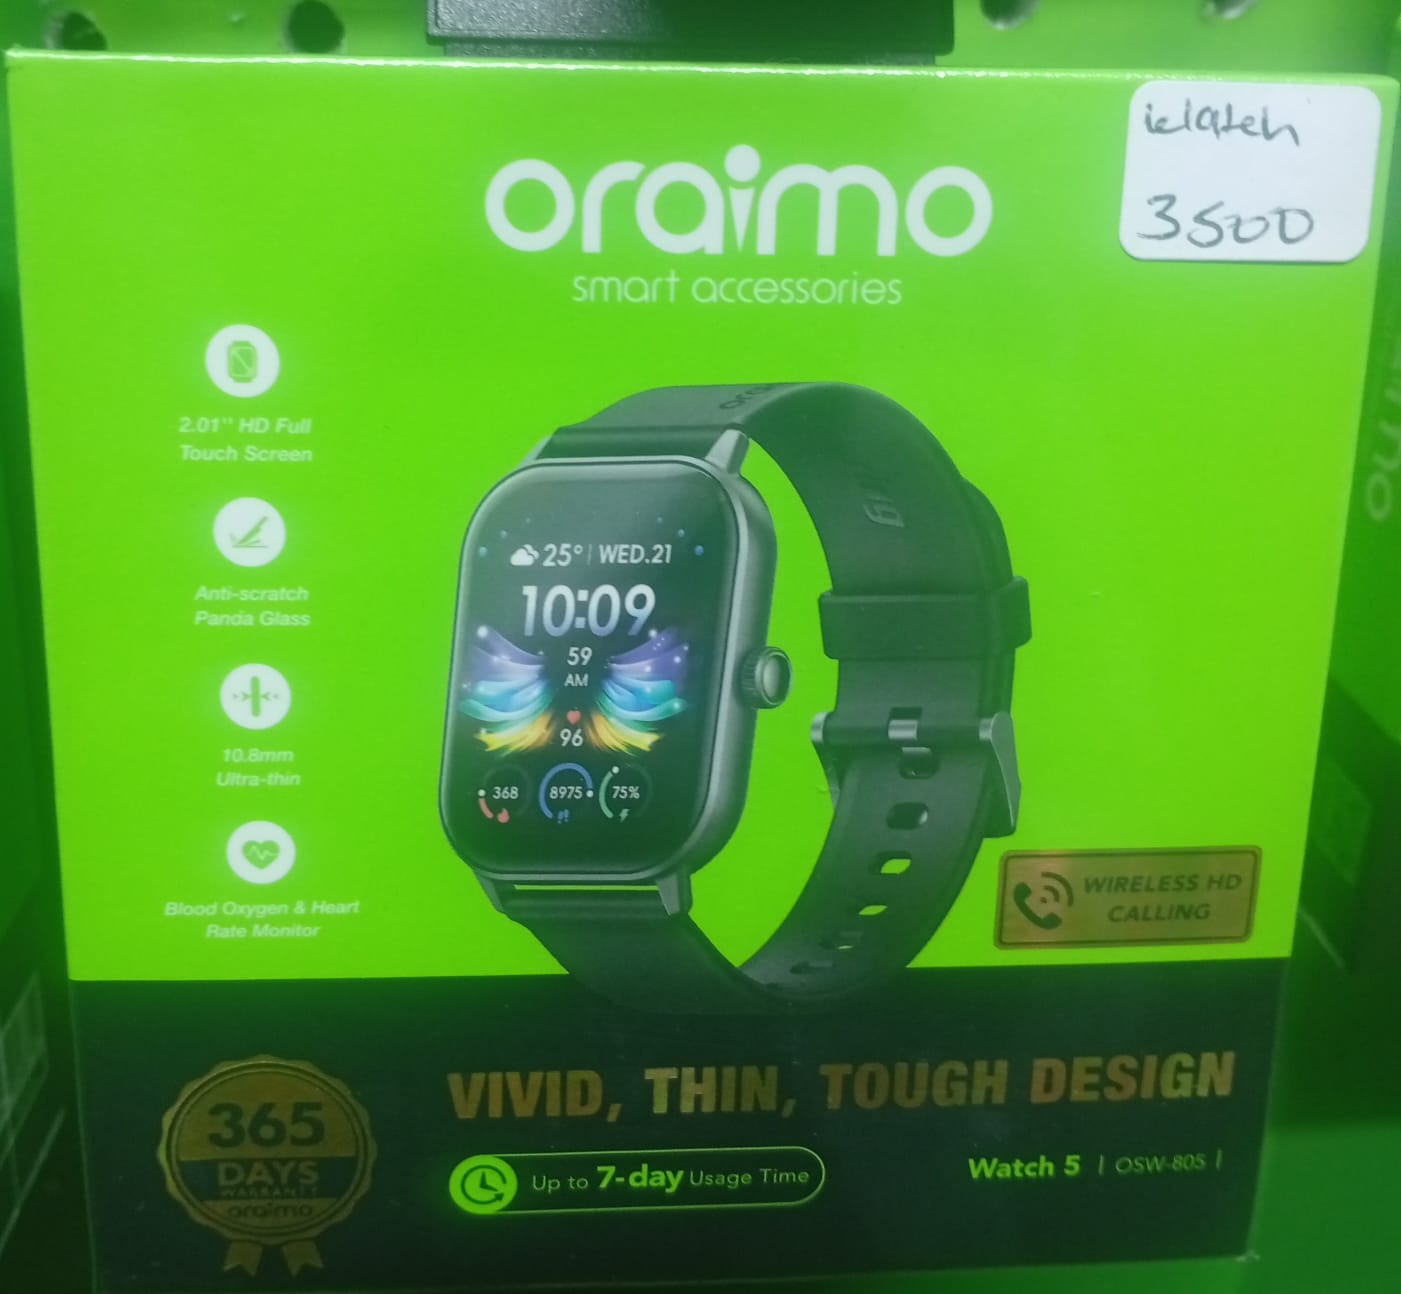 Watch
3500
oraimo
smart accessories
2.01'' HD Full
Touch Screen
Anti-scratch
Panda Glass
10.8mm
Ultra-thin
Blood Oxygen & Heart
Rate Monitor
oraimo
25° | WED.21
10:09
59
AM
96
368
8975
75%
WIRELESS HD
CALLING
365
DAYS
WARRANTY
oraimo
VIVID, THIN, TOUGH DESIGN
Up to 7-day Usage Time
Watch 5 | OSW-805 |